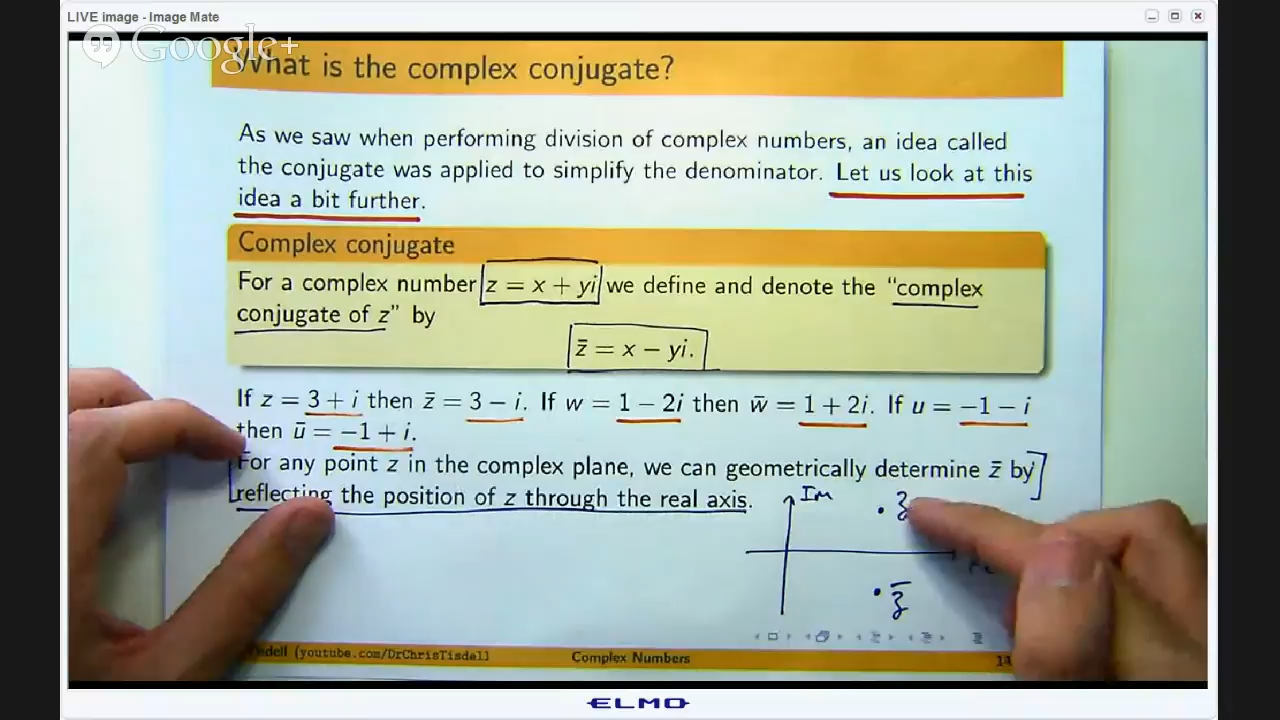 LIVE image - Image Mate
Google+
What is the complex conjugate?
As we saw when performing division of complex numbers, an idea called
the conjugate was applied to simplify the denominator. Let us look at this
idea a bit further.
Complex conjugate
For a complex number z = x + yi we define and denote the “complex
conjugate of z” by
z̄ = x − yi.
If z = 3 + i then z̄ = 3 − i. If w = 1 − 2i then w̄ = 1 + 2i. If u = −1 − i
then ū = −1 + i.
For any point z in the complex plane, we can geometrically determine z̄ by
reflecting the position of z through the real axis.
Im
z
z̄
(youtube.com/DrChrisTisdell
Complex Numbers
ELMO